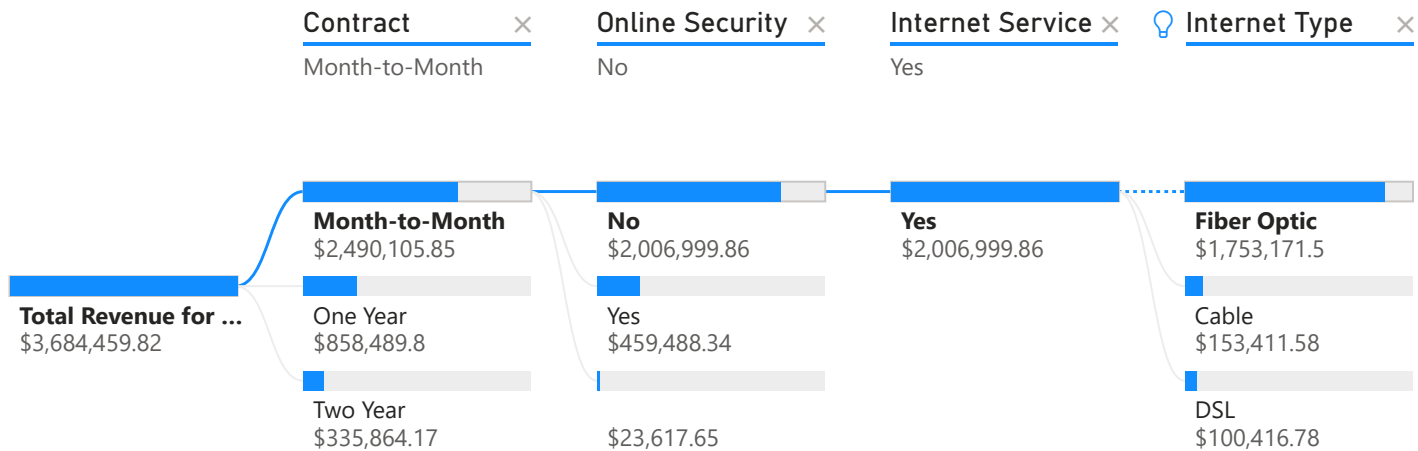 Contract
Online Security
Internet Service
Internet Type
Month-to-Month
No
Yes
Month-to-Month
$2,490,105.85
No
$2,006,999.86
Yes
$2,006,999.86
Fiber Optic
$1,753,171.5
Total Revenue for ...
$3,684,459.82
One Year
$858,489.8
Yes
$459,488.34
Cable
$153,411.58
Two Year
$335,864.17
$23,617.65
DSL
$100,416.78